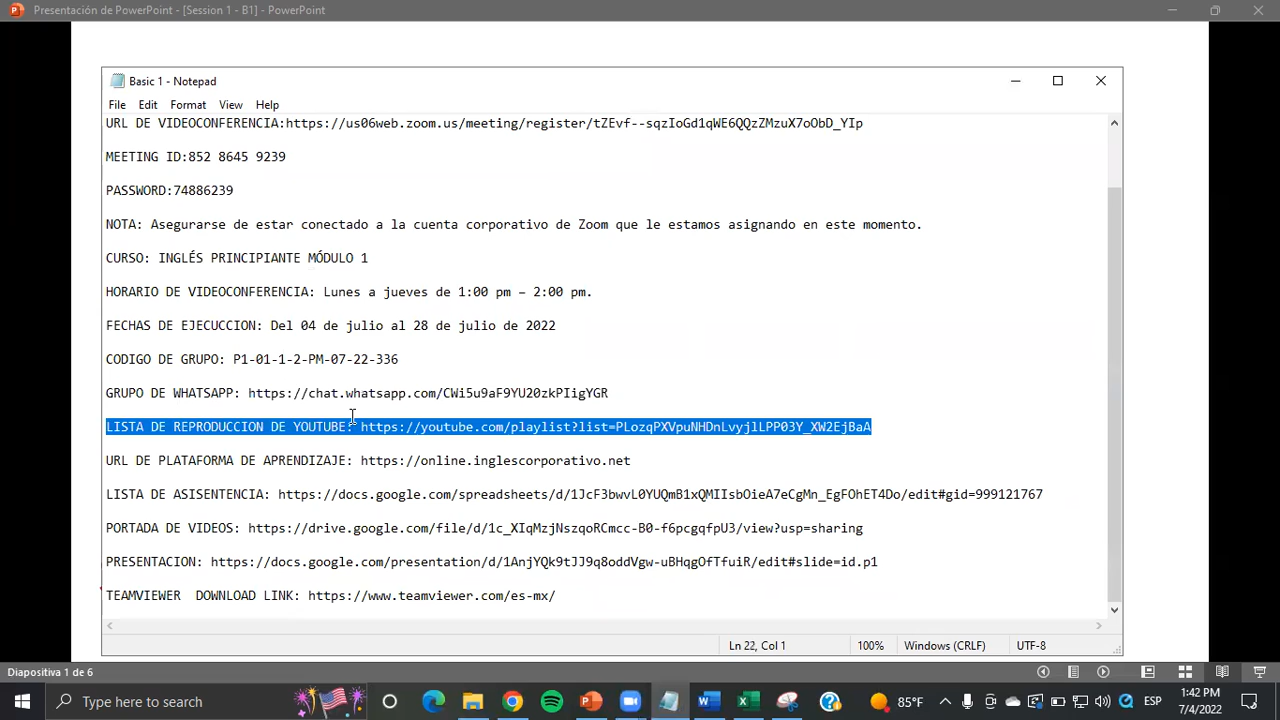 Presentación de PowerPoint - [Session 1 - B1] - PowerPoint
Basic 1 - Notepad
File Edit Format View Help
URL DE VIDEOCONFERENCIA:https://us06web.zoom.us/meeting/register/tZEvf--sqzIoGd1qWE6QQzZMzuX7oObD_YIp
MEETING ID:852 8645 9239
PASSWORD:74886239
NOTA: Asegurarse de estar conectado a la cuenta corporativo de Zoom que le estamos asignando en este momento.
CURSO: INGLÉS PRINCIPIANTE MÓDULO 1
HORARIO DE VIDEOCONFERENCIA: Lunes a jueves de 1:00 pm – 2:00 pm.
FECHAS DE EJECUCCION: Del 04 de julio al 28 de julio de 2022
CODIGO DE GRUPO: P1-01-1-2-PM-07-22-336
GRUPO DE WHATSAPP: https://chat.whatsapp.com/CWi5u9aF9YU20zkPIigYGR
LISTA DE REPRODUCCION DE YOUTUBE: https://youtube.com/playlist?list=PLozqPXVpuNHDnLvyjlLPP03Y_XW2EjBaA
URL DE PLATAFORMA DE APRENDIZAJE: https://online.inglescorporativo.net
LISTA DE ASISENTENCIA: https://docs.google.com/spreadsheets/d/1JcF3bwvL0YUQmB1xQMIIsbOieA7eCgMn_EgFOhET4Do/edit#gid=999121767
PORTADA DE VIDEOS: https://drive.google.com/file/d/1c_XIqMzjNszqoRCmcc-B0-f6pcgqfpU3/view?usp=sharing
PRESENTACION: https://docs.google.com/presentation/d/1AnjYQk9tJJ9q8oddVgw-uBHqgOfTfuiR/edit#slide=id.p1
TEAMVIEWER  DOWNLOAD LINK: https://www.teamviewer.com/es-mx/
Ln 22, Col 1 100% Windows (CRLF) UTF-8
Diapositiva 1 de 6
Type here to search
85°F
ESP
1:42 PM
7/4/2022